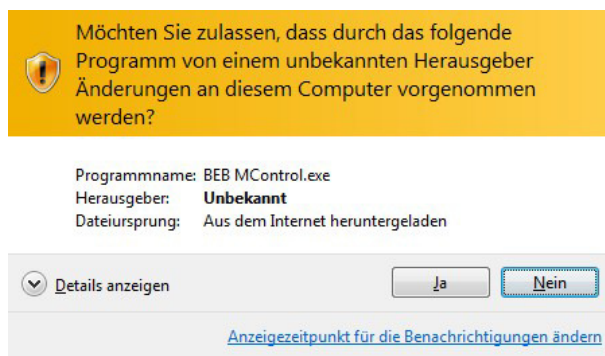 Möchten Sie zulassen, dass durch das folgende
Programm von einem unbekannten Herausgeber
Änderungen an diesem Computer vorgenommen
werden?
Programmname: BEB MControl.exe
Herausgeber: Unbekannt
Dateiursprung: Aus dem Internet heruntergeladen
Details anzeigen Ja Nein
Anzeigezeitpunkt für die Benachrichtigungen ändern